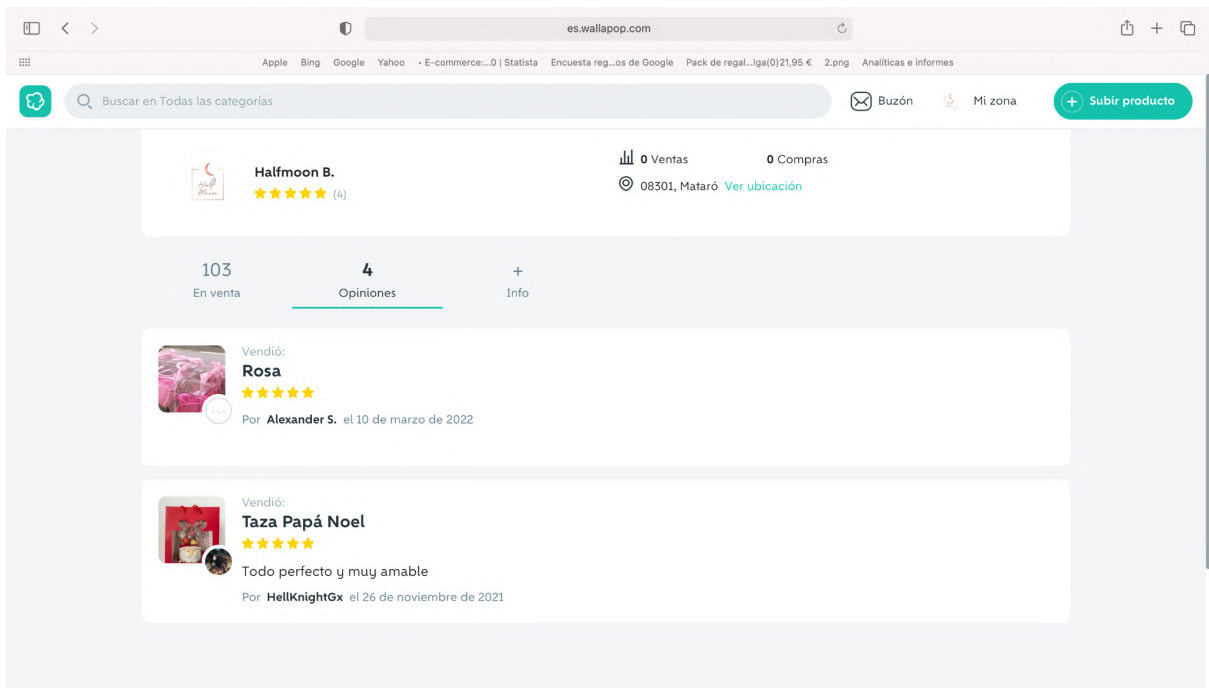 es.wallapop.com
Apple Bing Google Yahoo • E-commerce:...0 | Statista Encuesta reg...os de Google Pack de regal...lga(0)21,95 € 2.png Analíticas e informes
Buscar en Todas las categorías
Buzón
Mi zona
+ Subir producto
Half
Moon
Halfmoon B.
(4)
0 Ventas 0 Compras
08301, Mataró Ver ubicación
103
En venta
4
Opiniones
+
Info
Vendió:
Rosa
Por Alexander S. el 10 de marzo de 2022
Vendió:
Taza Papá Noel
Todo perfecto y muy amable
Por HellKnightGx el 26 de noviembre de 2021